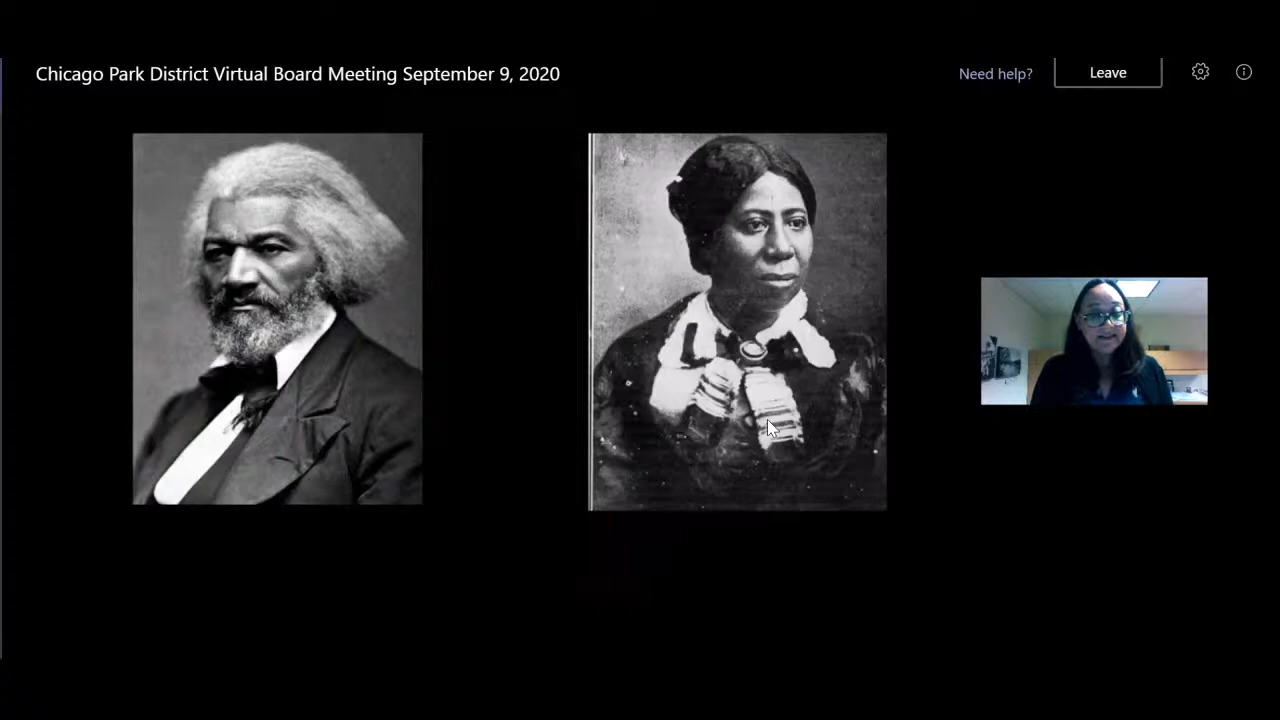 Chicago Park District Virtual Board Meeting September 9, 2020
Need help?
Leave